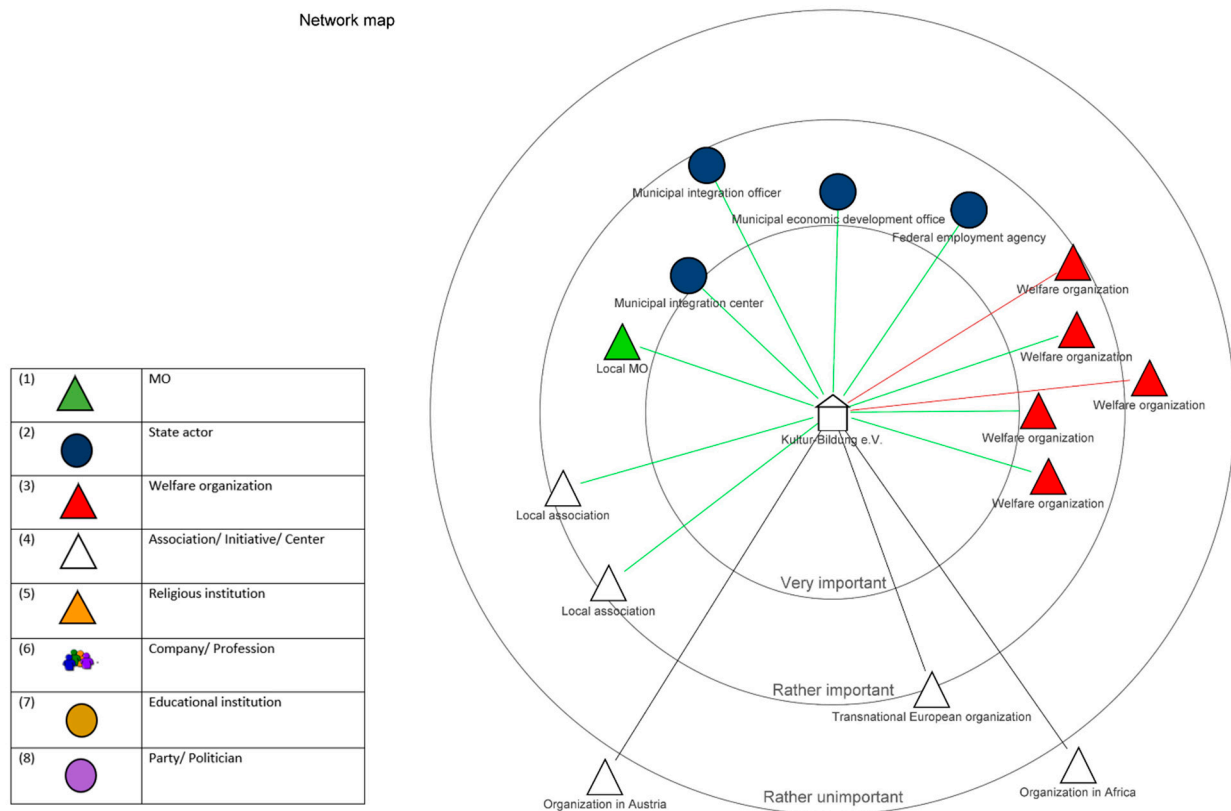 Network map
Municipal integration officer
Municipal economic development office
Federal employment agency
Municipal integration center
Welfare organization
Welfare organization
Local MO
Welfare organization
Kultur-Bildung e.V.
Welfare organization
Welfare organization
Local association
Very important
Local association
Rather important
Transnational European organization
Organization in Austria
Rather unimportant
Organization in Africa
(1) MO
(2) State actor
(3) Welfare organization
(4) Association/ Initiative/ Center
(5) Religious institution
(6) Company/ Profession
(7) Educational institution
(8) Party/ Politician